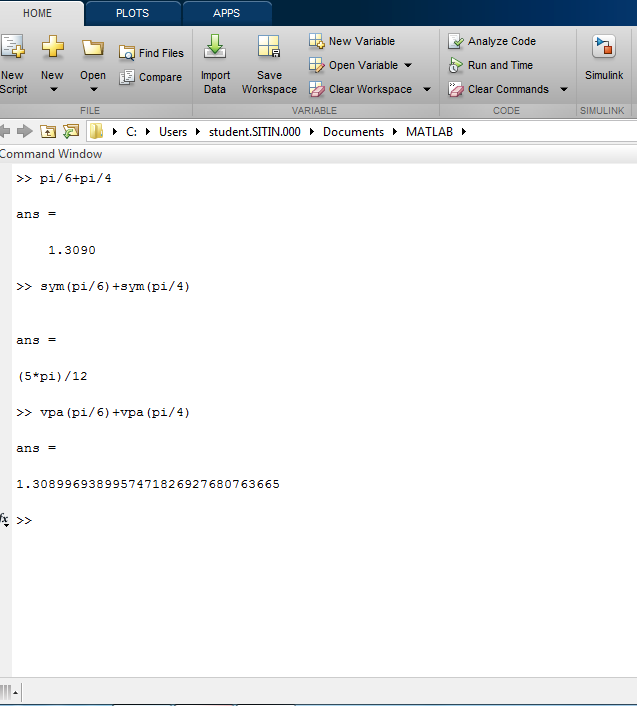 HOME PLOTS APPS
New Script
New
Open
Find Files
Compare
Import Data
Save Workspace
New Variable
Open Variable
Clear Workspace
Analyze Code
Run and Time
Clear Commands
Simulink
FILE VARIABLE CODE SIMULINK
C: Users student.SITIN.000 Documents MATLAB
Command Window
>> pi/6+pi/4
ans =
1.3090
>> sym(pi/6)+sym(pi/4)
ans =
(5*pi)/12
>> vpa(pi/6)+vpa(pi/4)
ans =
1.3089969389957471826927680763665
fx >>